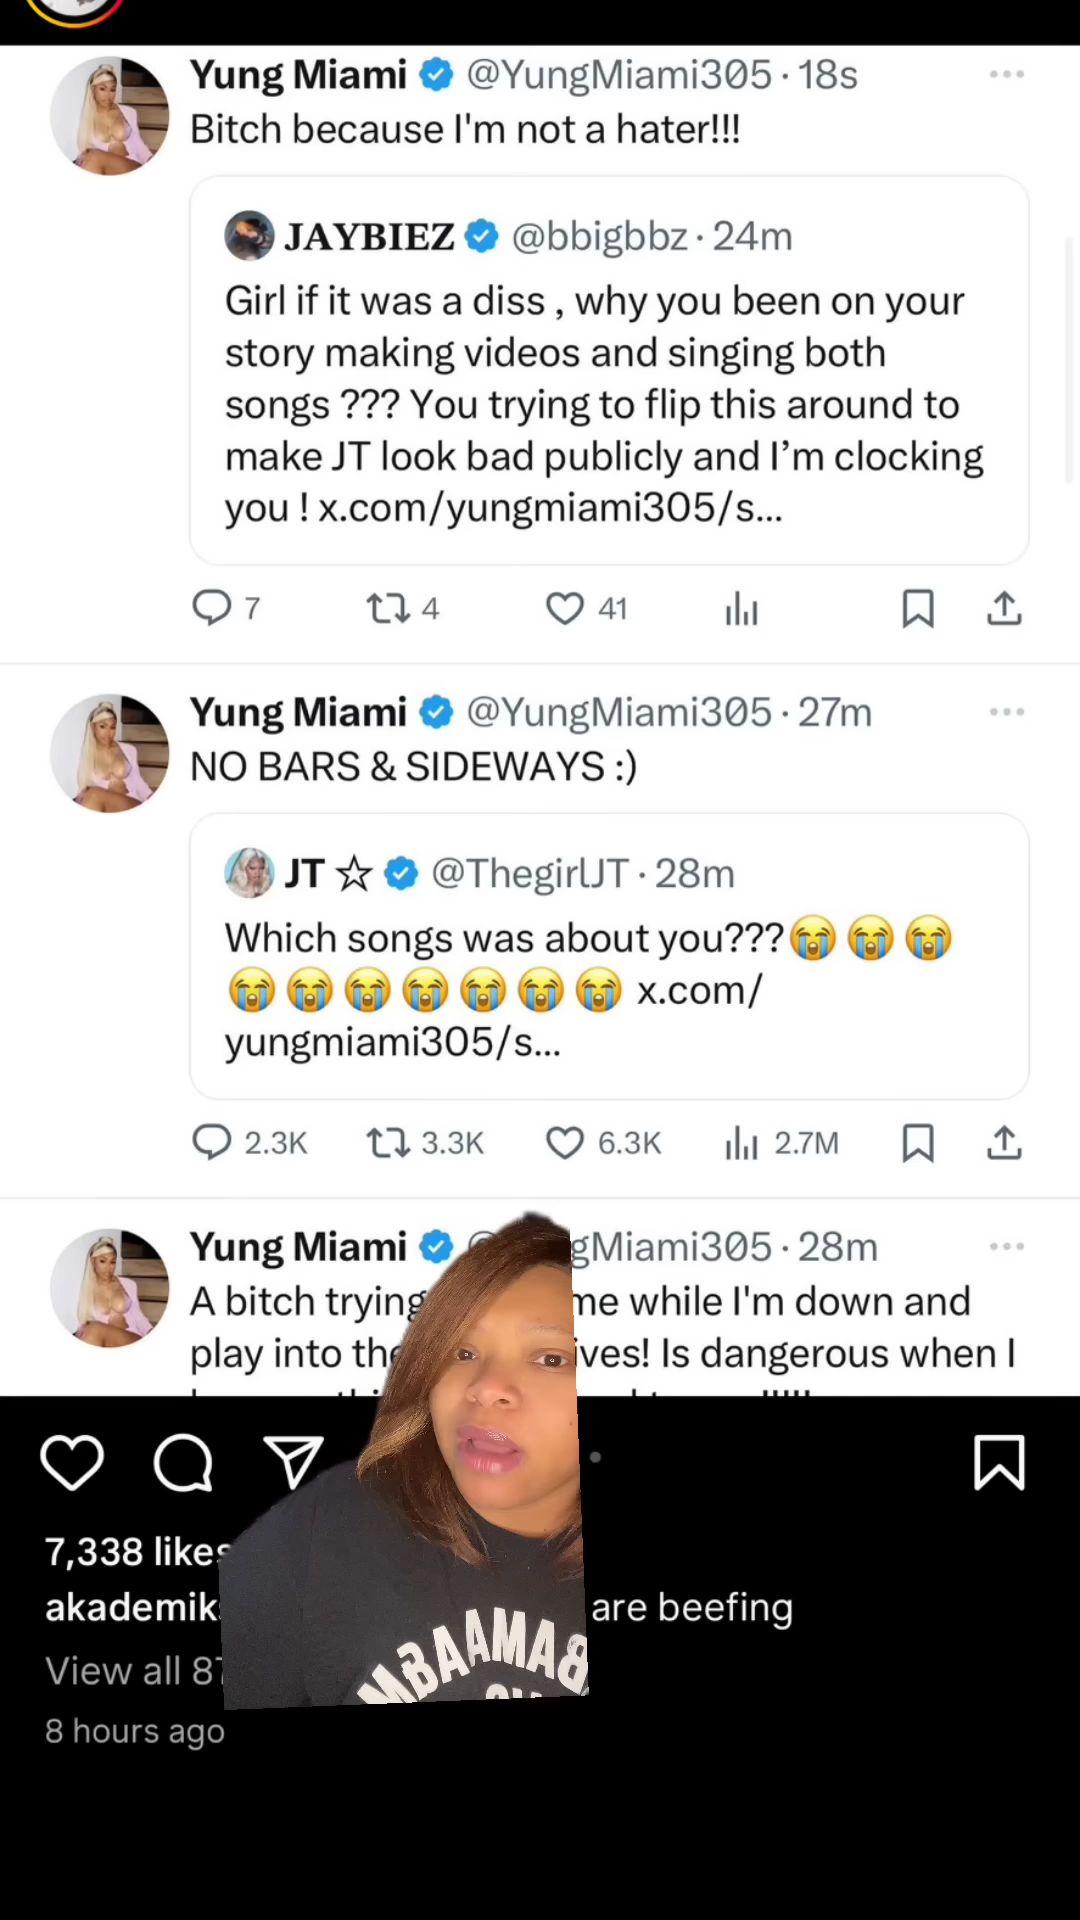 Yung Miami @YungMiami305 · 18s
Bitch because I'm not a hater!!!
JAYBIEZ @bbigbbz · 24m
Girl if it was a diss , why you been on your
story making videos and singing both
songs ??? You trying to flip this around to
make JT look bad publicly and I’m clocking
you ! x.com/yungmiami305/s...
7 4 41
Yung Miami @YungMiami305 · 27m
NO BARS & SIDEWAYS :)
JT ☆ @ThegirlJT · 28m
Which songs was about you???😭😭😭
😭😭😭😭😭😭😭 x.com/
yungmiami305/s...
2.3K 3.3K 6.3K 2.7M
Yung Miami gMiami305 · 28m
A bitch trying me while I'm down and
play into the ives! Is dangerous when I
7,338 likes
akademik are beefing
View all 87
8 hours ago